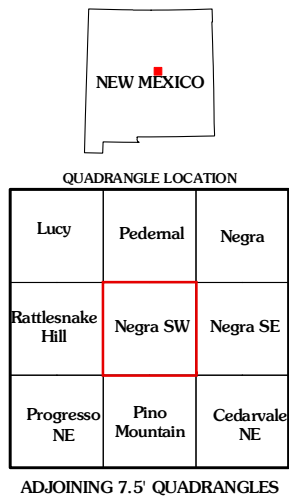 NEW MEXICO
QUADRANGLE LOCATION
Lucy
Pedernal
Negra
Rattlesnake
Hill
Negra SW
Negra SE
Progresso
NE
Pino
Mountain
Cedarvale
NE
ADJOINING 7.5' QUADRANGLES